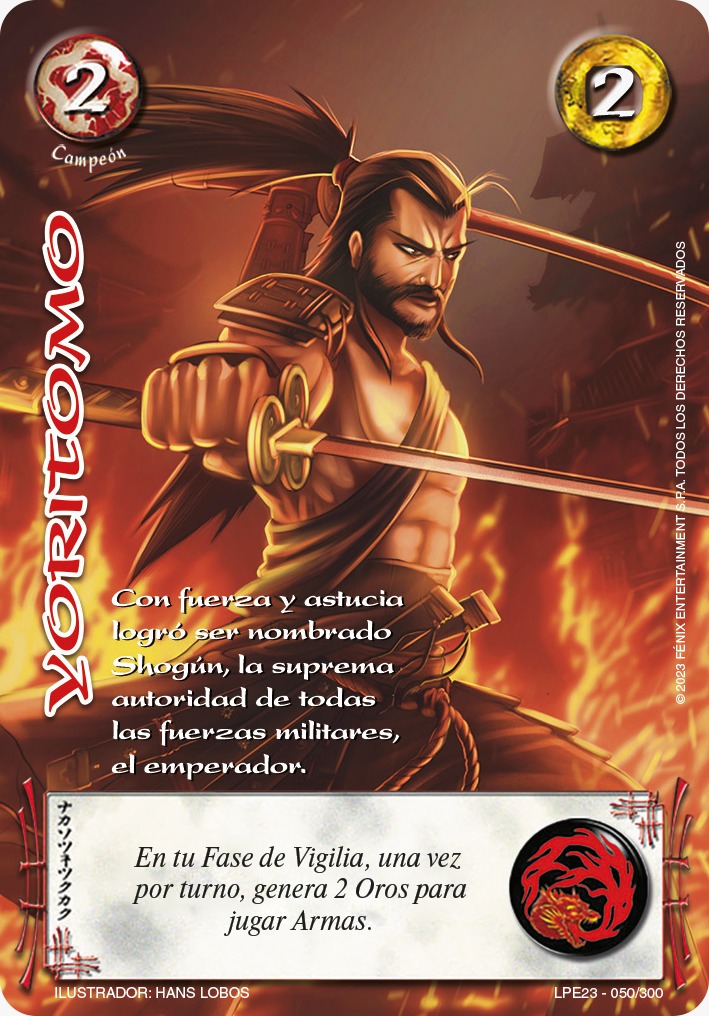 2
Campeón
2
YORITOMO
© 2023 FÉNIX ENTERTAINMENT S.P.A. TODOS LOS DERECHOS RESERVADOS
Con fuerza y astucia
logró ser nombrado
Shogún, la suprema
autoridad de todas
las fuerzas militares,
el emperador.
ナカソツォツクカク
En tu Fase de Vigilia, una vez
por turno, genera 2 Oros para
jugar Armas.
ILUSTRADOR: HANS LOBOS
LPE23 - 050/300